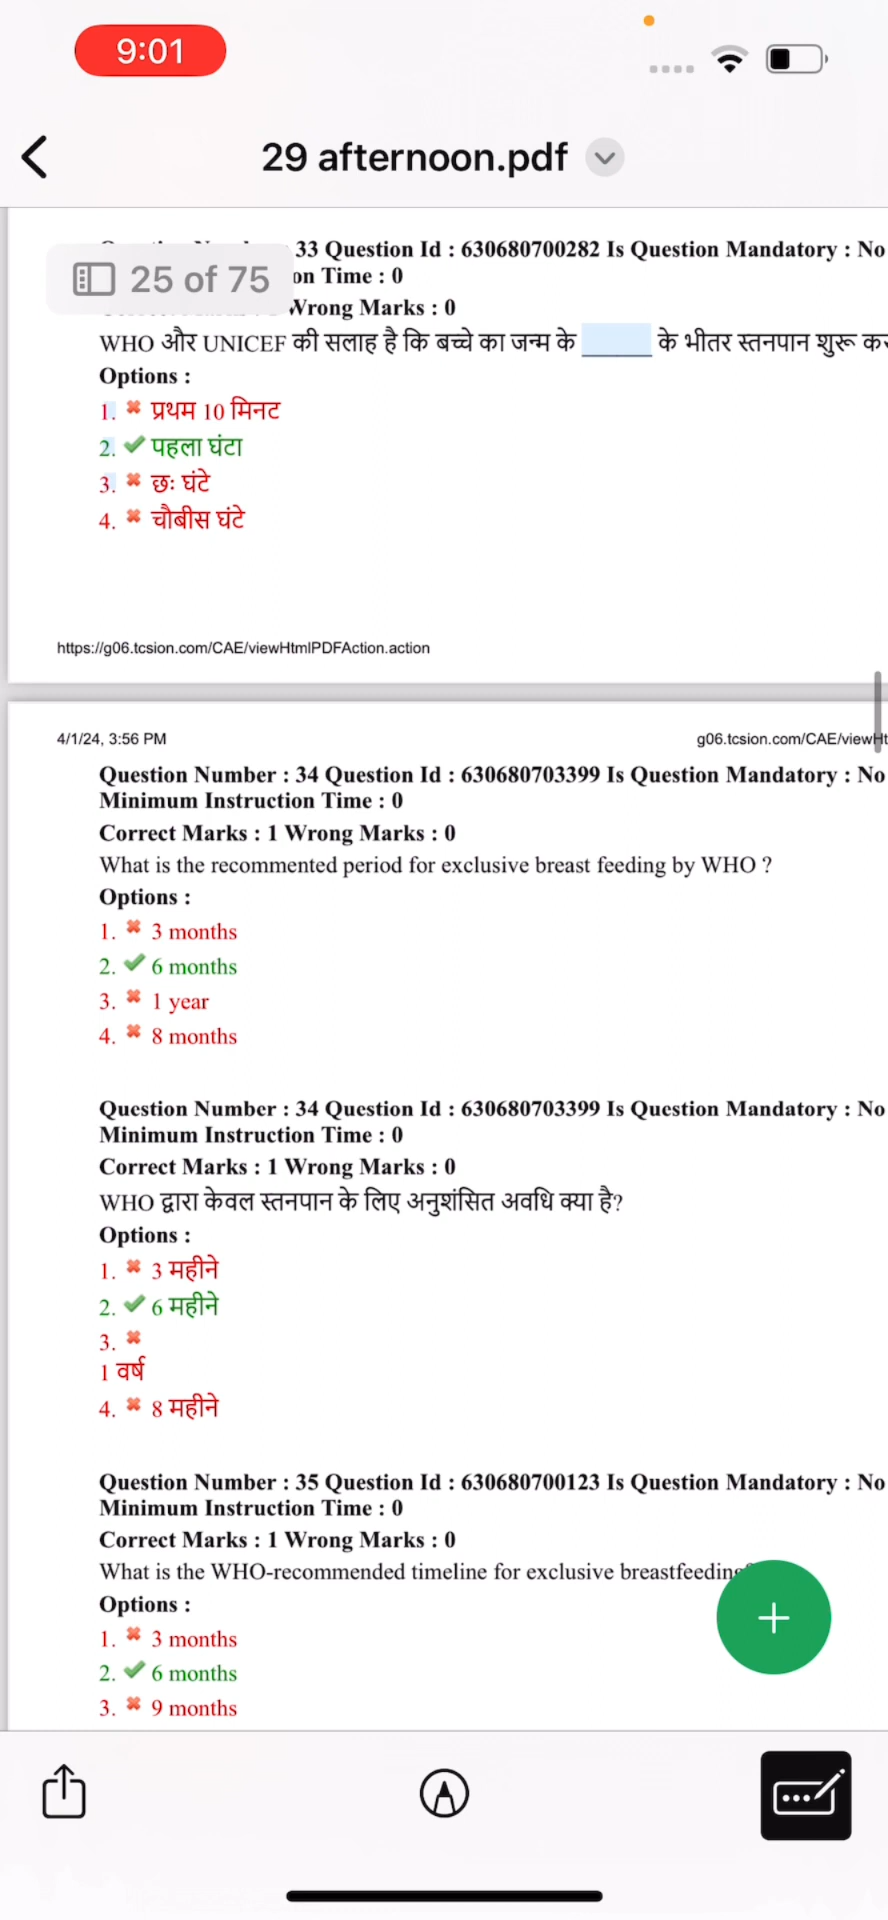 9:01
29 afternoon.pdf
33 Question Id : 630680700282 Is Question Mandatory : No
25 of 75
on Time : 0
Wrong Marks : 0
WHO और UNICEF की सलाह है कि बच्चे का जन्म के ______ के भीतर स्तनपान शुरू
Options :
1. ✖ प्रथम 10 मिनट
2. ✔ पहला घंटा
3. ✖ छः घंटे
4. ✖ चौबीस घंटे
https://g06.tcsion.com/CAE/viewHtmlPDFAction.action
4/1/24, 3:56 PM
g06.tcsion.com/CAE/viewHt
Question Number : 34 Question Id : 630680703399 Is Question Mandatory : No
Minimum Instruction Time : 0
Correct Marks : 1 Wrong Marks : 0
What is the recommented period for exclusive breast feeding by WHO ?
Options :
1. ✖ 3 months
2. ✔ 6 months
3. ✖ 1 year
4. ✖ 8 months
Question Number : 34 Question Id : 630680703399 Is Question Mandatory : No
Minimum Instruction Time : 0
Correct Marks : 1 Wrong Marks : 0
WHO द्वारा केवल स्तनपान के लिए अनुशंसित अवधि क्या है?
Options :
1. ✖ 3 महीने
2. ✔ 6 महीने
3. ✖
1 वर्ष
4. ✖ 8 महीने
Question Number : 35 Question Id : 630680700123 Is Question Mandatory : No
Minimum Instruction Time : 0
Correct Marks : 1 Wrong Marks : 0
What is the WHO-recommended timeline for exclusive breastfeeding
Options :
1. ✖ 3 months
2. ✔ 6 months
3. ✖ 9 months